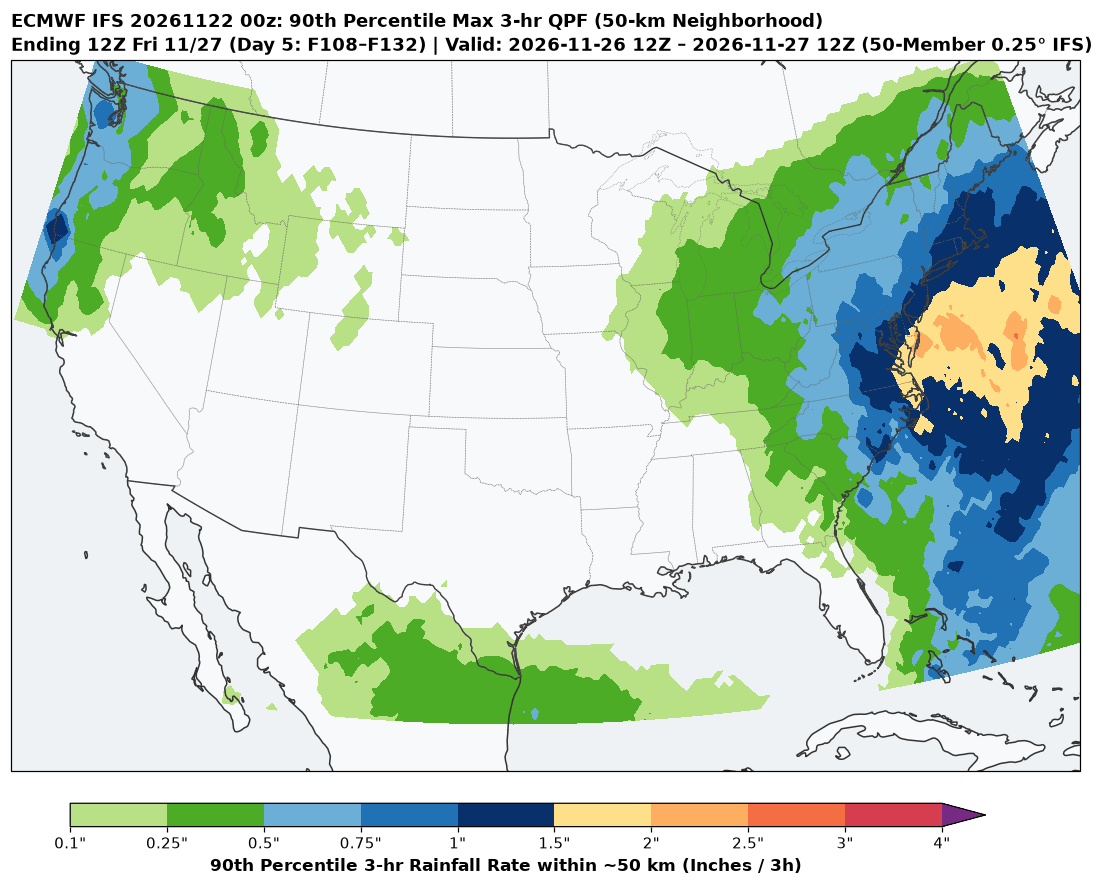 ECMWF IFS 20261122 00z: 90th Percentile Max 3-hr QPF (50-km Neighborhood)
Ending 12Z Fri 11/27 (Day 5: F108–F132) | Valid: 2026-11-26 12Z – 2026-11-27 12Z (50-Member 0.25° IFS)
0.1" 0.25" 0.5" 0.75" 1" 1.5" 2" 2.5" 3" 4"
90th Percentile 3-hr Rainfall Rate within ~50 km (Inches / 3h)